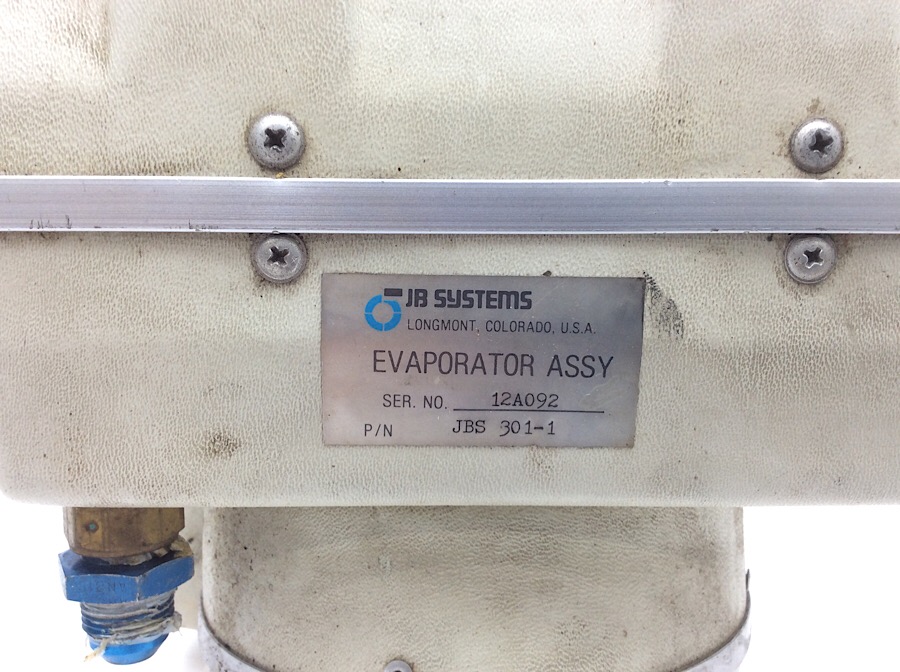 JB SYSTEMS
LONGMONT, COLORADO, U.S.A.
EVAPORATOR ASSY
SER. NO. 12A092
P/N JBS 301-1